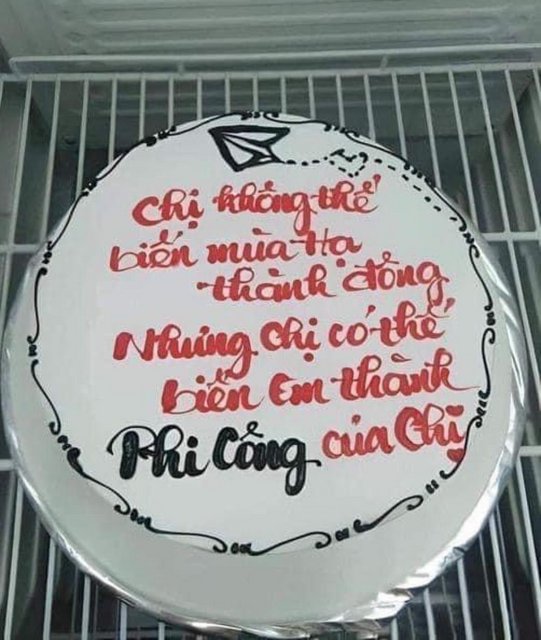 Chị không thể
biến mùa Hạ
thành đông
Nhưng Chị có thể
biến Em thành
Phi Công của Chị